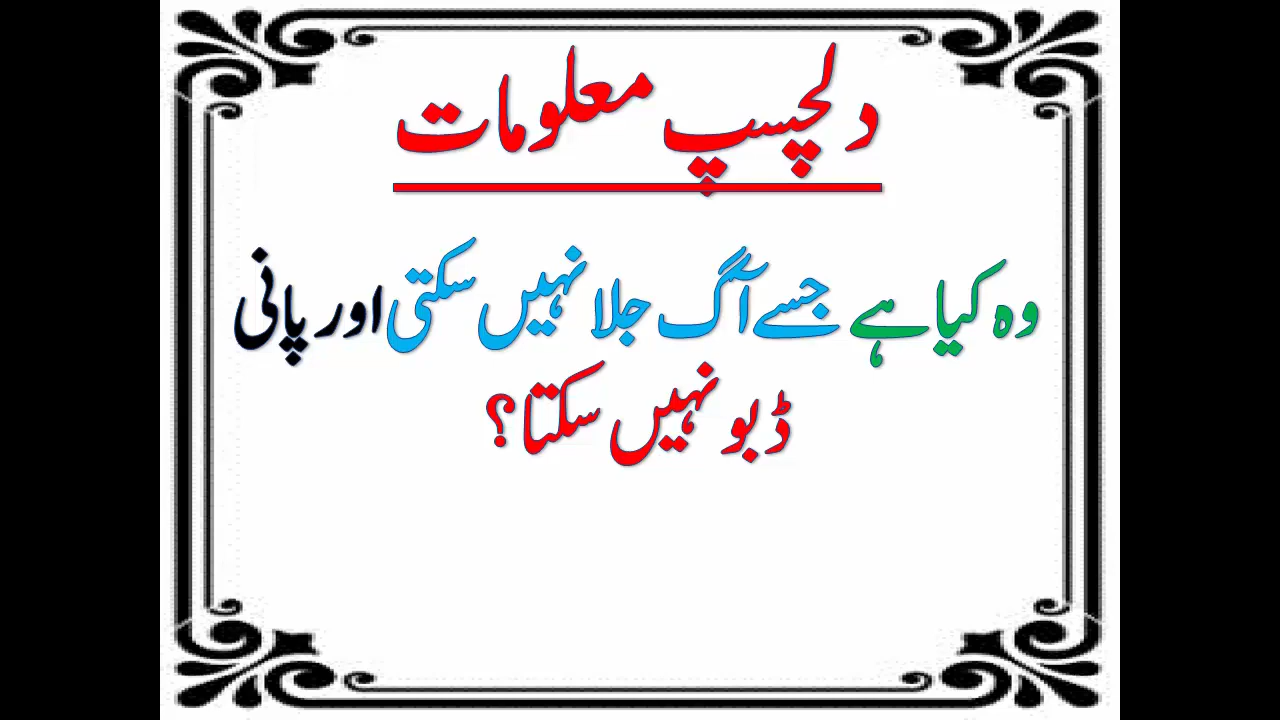 دلچسپ معلومات
وہ کیا ہے جسے آگ جلا نہیں سکتی اور پانی
ڈبو نہیں سکتا؟